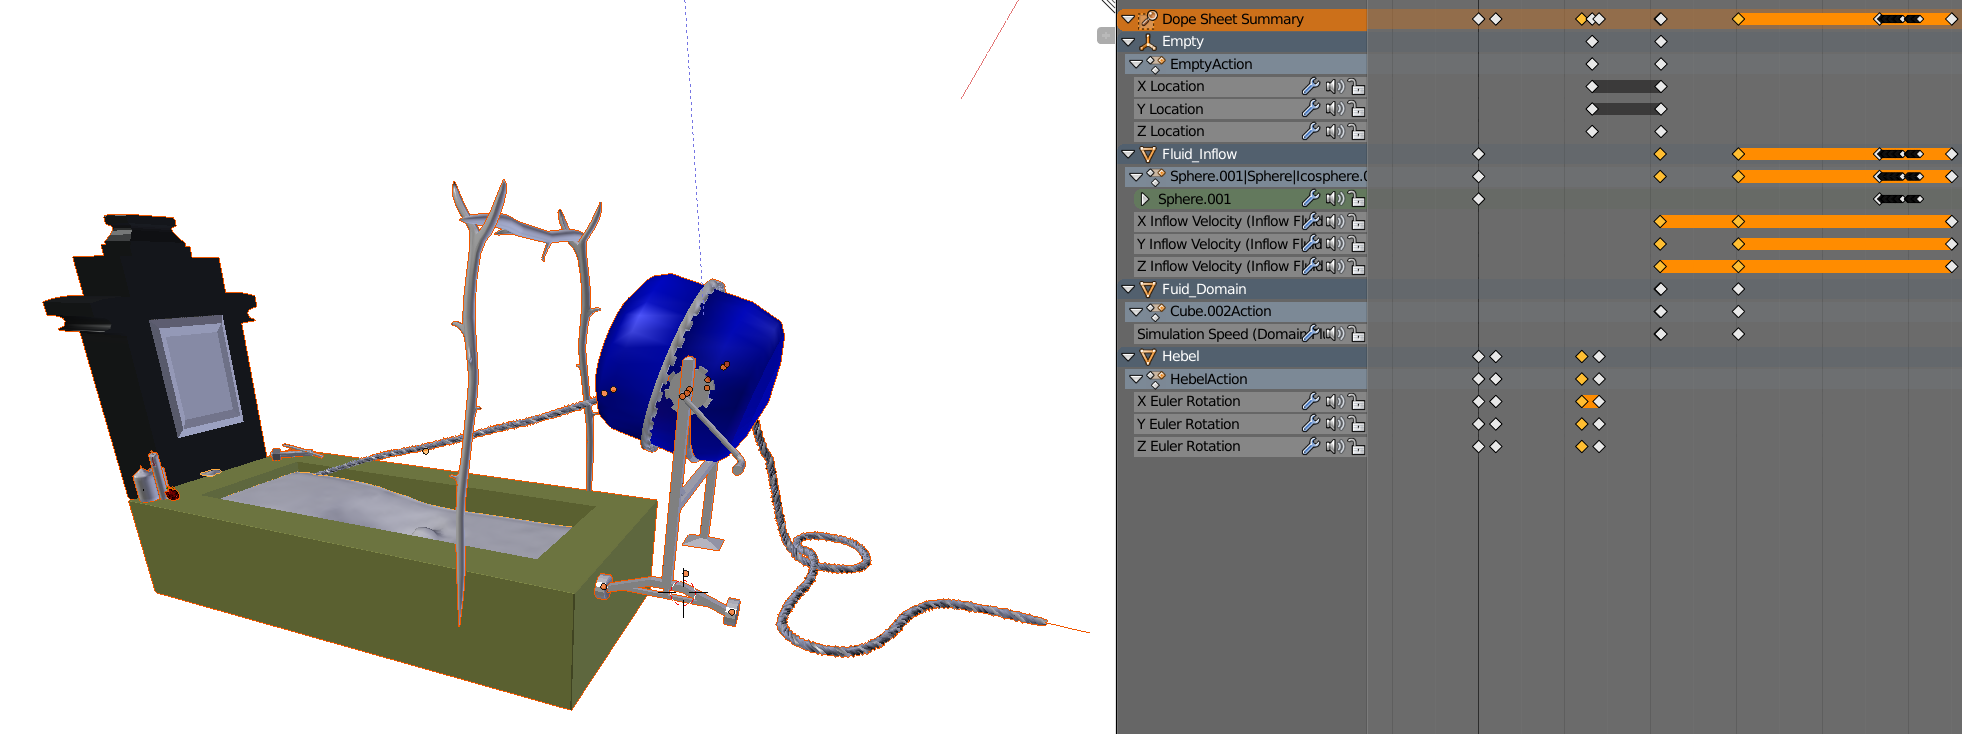 Dope Sheet Summary
Empty
EmptyAction
X Location
Y Location
Z Location
Fluid_Inflow
Sphere.001|Sphere|Icosphere.0
Sphere.001
X Inflow Velocity (Inflow Fl
Y Inflow Velocity (Inflow Fl
Z Inflow Velocity (Inflow Fl
Fuid_Domain
Cube.002Action
Simulation Speed (Domain
Hebel
HebelAction
X Euler Rotation
Y Euler Rotation
Z Euler Rotation